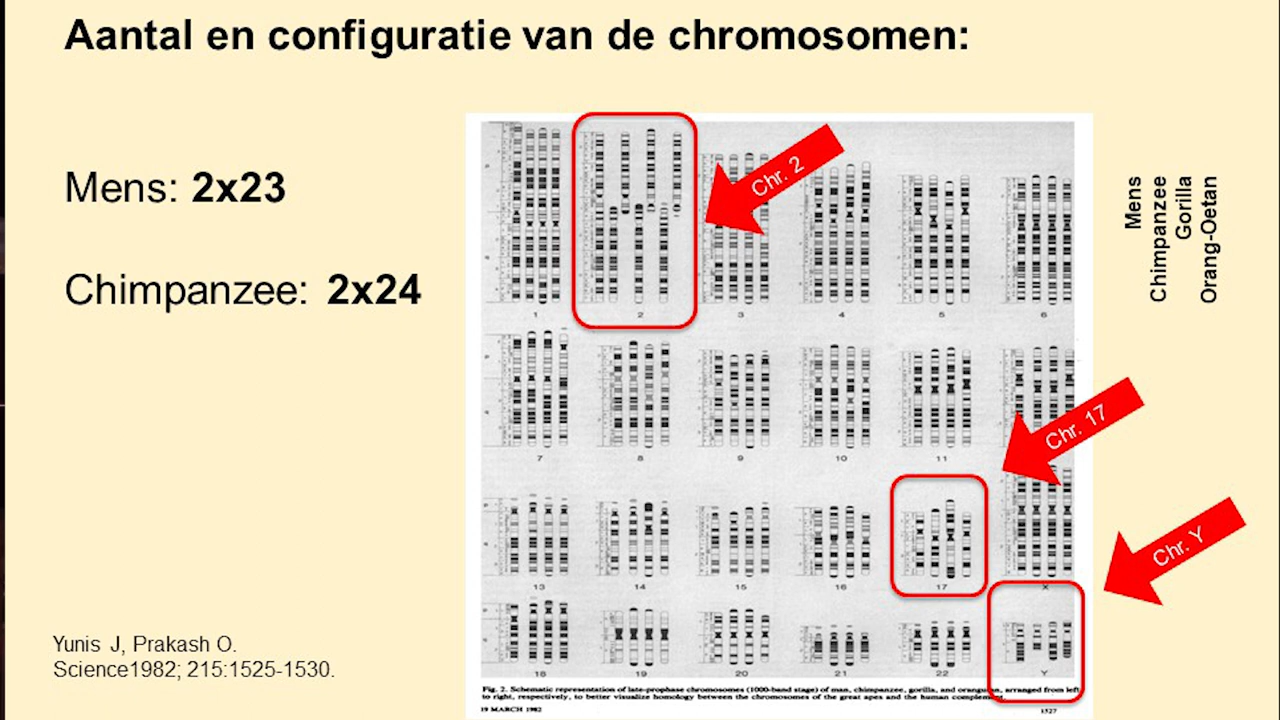 Aantal en configuratie van de chromosomen:
Mens: 2x23
Chimpanzee: 2x24
Chr. 2
Mens
Chimpanzee
Gorilla
Orang-Oetan
1
2
3
4
5
6
Chr. 17
7
8
9
10
11
Chr. Y
13
14
15
16
17
X
18
19
20
21
22
Y
Yunis J, Prakash O.
Science1982; 215:1525-1530.
Fig. 2. Schematic representation of late-prophase chromosomes (1000-band stage) of man, chimpanzee, gorilla, and orangutan, arranged from left
to right, respectively, to better visualize homology between the chromosomes of the great apes and the human complement.
19 MARCH 1982
1527